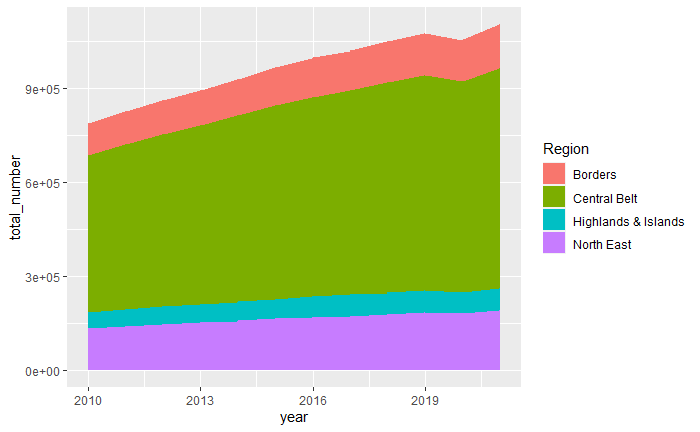 total_number
9e+05
6e+05
3e+05
0e+00
2010
2013
2016
2019
year
Region
Borders
Central Belt
Highlands & Islands
North East